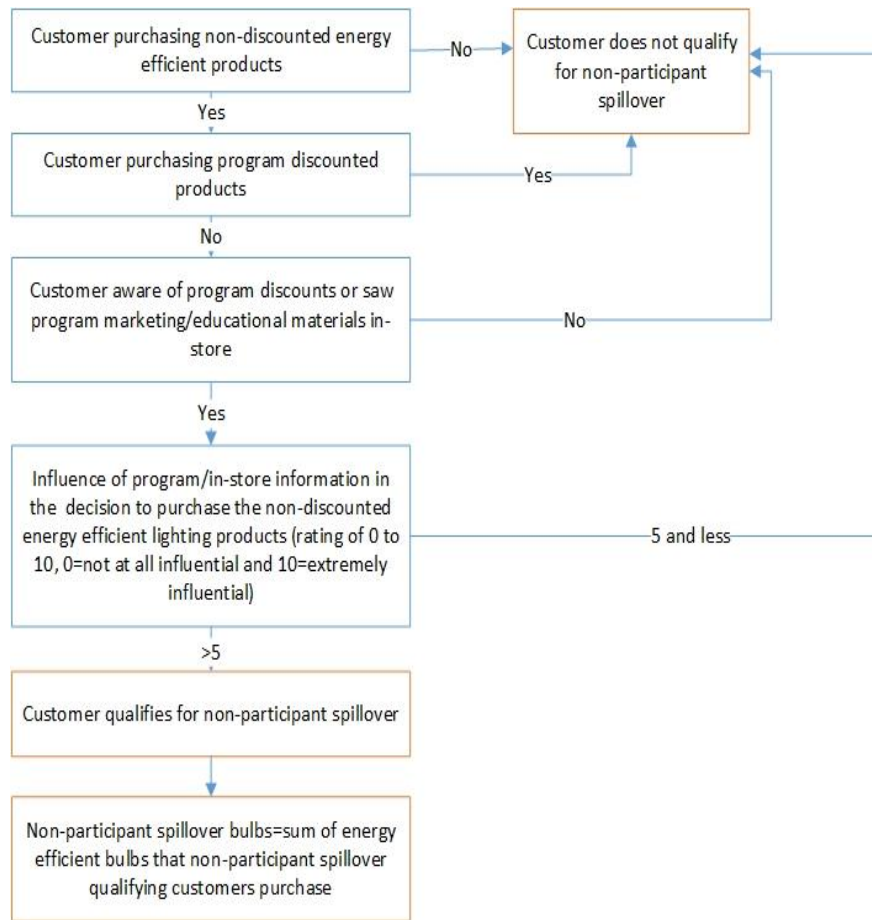 Customer purchasing non-discounted energy
efficient products
No
Customer does not qualify
for non-participant
spillover
Yes
Customer purchasing program discounted
products
Yes
No
Customer aware of program discounts or saw
program marketing/educational materials in-
store
No
Yes
Influence of program/in-store information in
the decision to purchase the non-discounted
energy efficient lighting products (rating of 0 to
10, 0=not at all influential and 10=extremely
influential)
5 and less
>5
Customer qualifies for non-participant spillover
Non-participant spillover bulbs=sum of energy
efficient bulbs that non-participant spillover
qualifying customers purchase